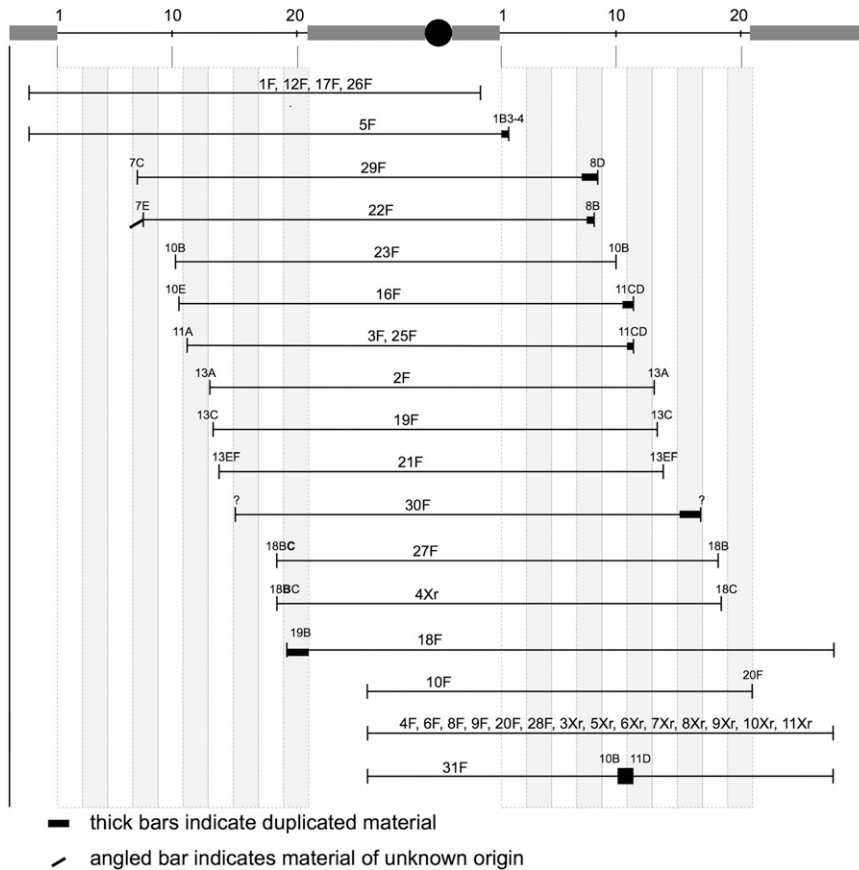 1 10 20 1 10 20
1F, 12F, 17F, 26F
5F 1B3-4
7C 29F 8D
7E 22F 8B
10B 23F 10B
10E 16F 11CD
11A 3F, 25F 11CD
13A 2F 13A
13C 19F 13C
13EF 21F 13EF
? 30F ?
18BC 27F 18B
18BC 4Xr 18C
19B 18F
10F 20F
4F, 6F, 8F, 9F, 20F, 28F, 3Xr, 5Xr, 6Xr, 7Xr, 8Xr, 9Xr, 10Xr, 11Xr
31F 10B 11D
thick bars indicate duplicated material
angled bar indicates material of unknown origin